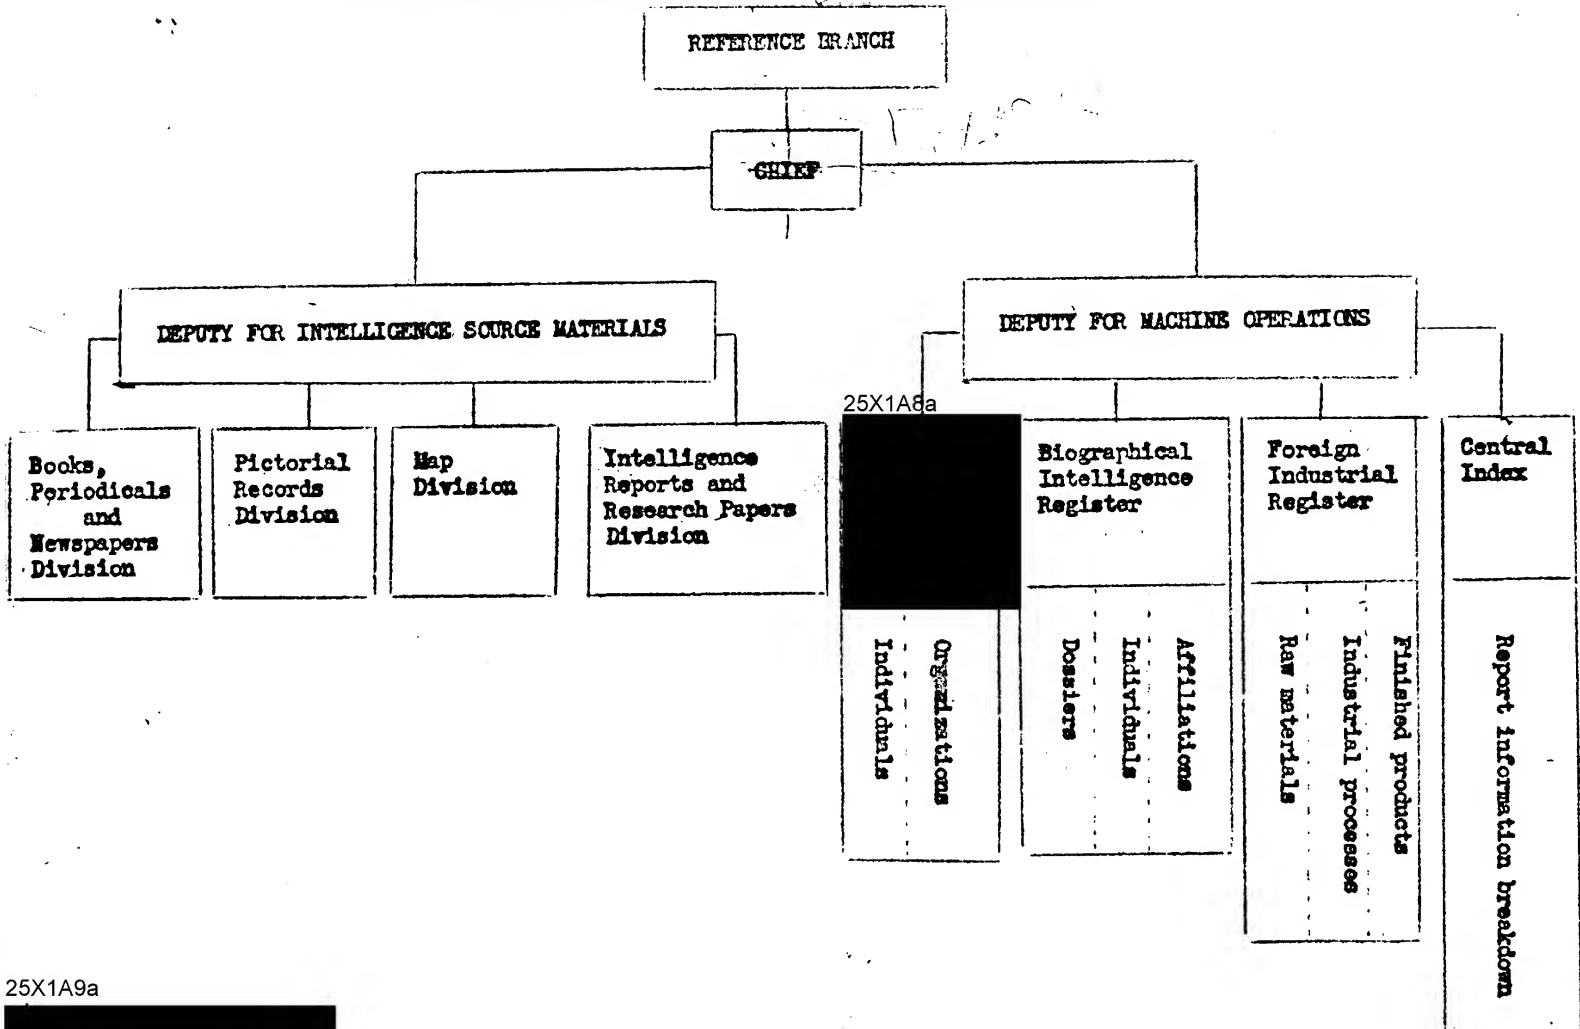 REFERENCE BRANCH
CHIEF
DEPUTY FOR INTELLIGENCE SOURCE MATERIALS
DEPUTY FOR MACHINE OPERATIONS
25X1A8a
Books,
Periodicals
and
Newspapers
Division
Pictorial
Records
Division
Map
Division
Intelligence
Reports and
Research Papers
Division
Biographical
Intelligence
Register
Foreign
Industrial
Register
Central
Index
Individuals
Organizations
Dossiers
Individuals
Affiliations
Raw materials
Industrial processes
Finished products
Report information breakdown
25X1A9a